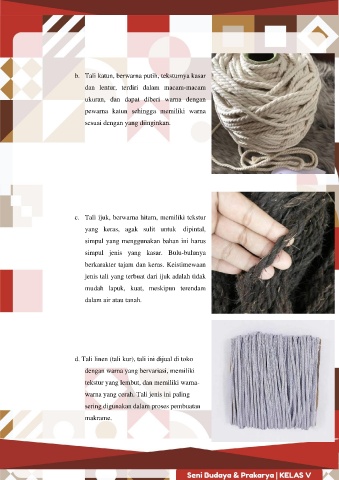 b. Tali katun, berwarna putih, teksturnya kasar
dan lentur, terdiri dalam macam-macam
ukuran, dan dapat diberi warna dengan
pewarna katun sehingga memiliki warna
sesuai dengan yang diinginkan.
c. Tali ijuk, berwarna hitam, memiliki tekstur
yang keras, agak sulit untuk dipintal,
simpul yang menggunakan bahan ini harus
simpul jenis yang kasar. Bulu-bulunya
berkarakter tajam dan keras. Keistimewaan
jenis tali yang terbuat dari ijuk adalah tidak
mudah lapuk, kuat, meskipun terendam
dalam air atau tanah.
d. Tali linen (tali kur), tali ini dijual di toko
dengan warna yang bervariasi, memiliki
tekstur yang lembut, dan memiliki warna-
warna yang cerah. Tali jenis ini paling
sering digunakan dalam proses pembuatan
makrame.
Seni Budaya & Prakarya | KELAS V